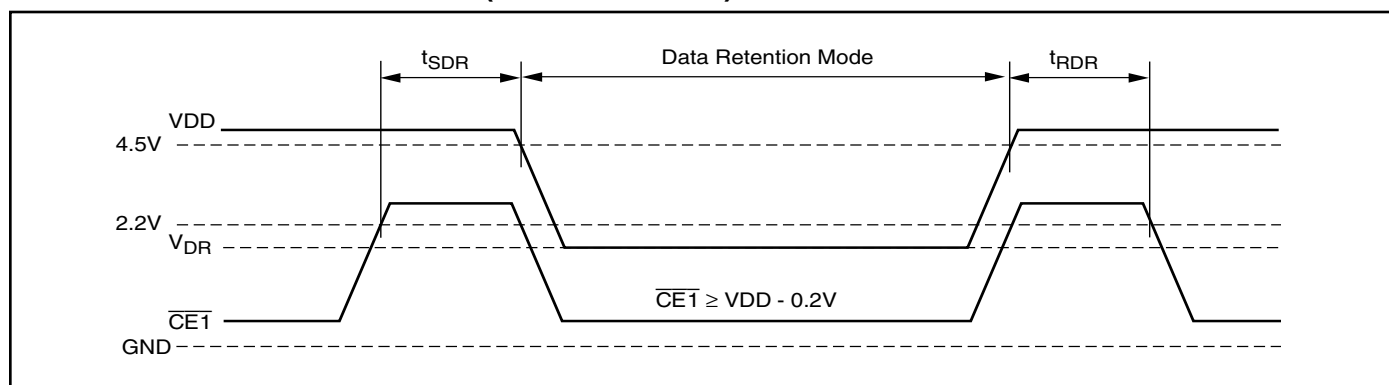 tSDR
Data Retention Mode
tRDR
VDD
4.5V
2.2V
VDR
CE1 ≥ VDD - 0.2V
CE1
GND